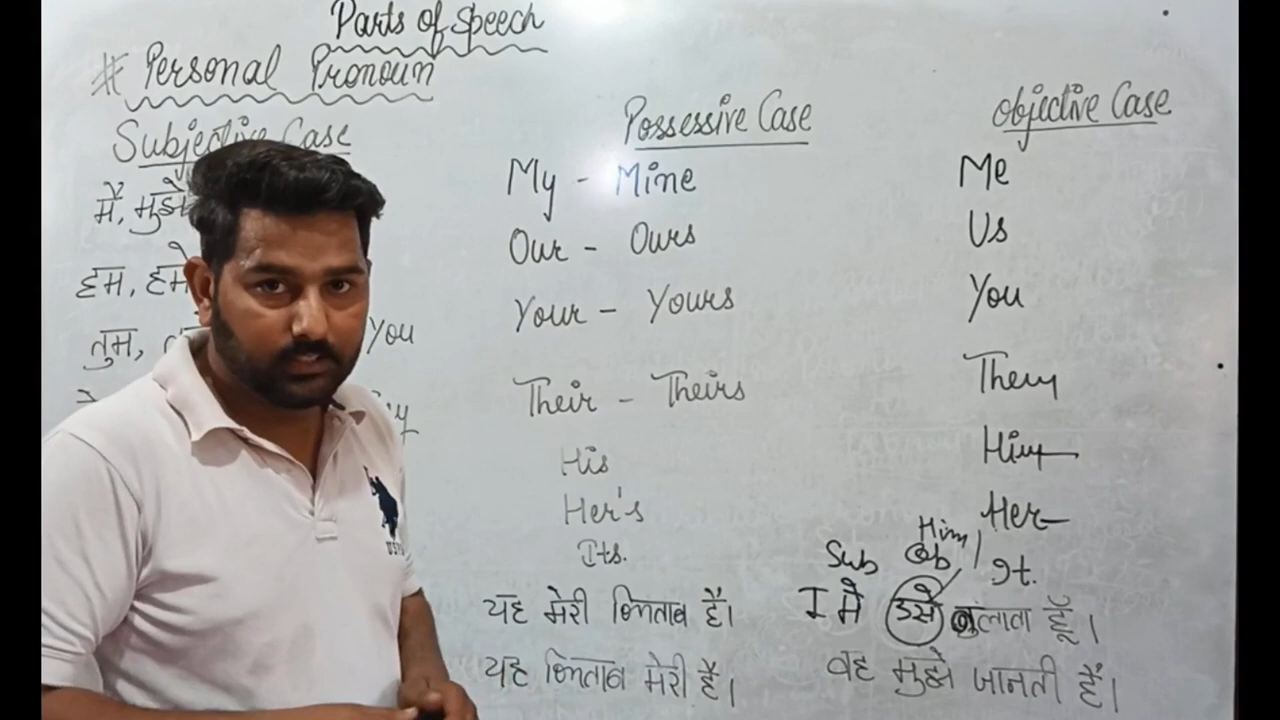 Parts of Speech
# Personal Pronoun
Subjective Case Possessive Case Objective Case
मैं, मुझे My - Mine Me
हम, हमे Our - Ours Us
तुम, You Your - Yours You
Their - Theirs Them
His Him
Her's Her
Its. It.
Sub Ob Him
यह मेरी किताब है। I मै उसे बुलाता हूँ।
यह किताब मेरी है। वह मुझे जानती है।